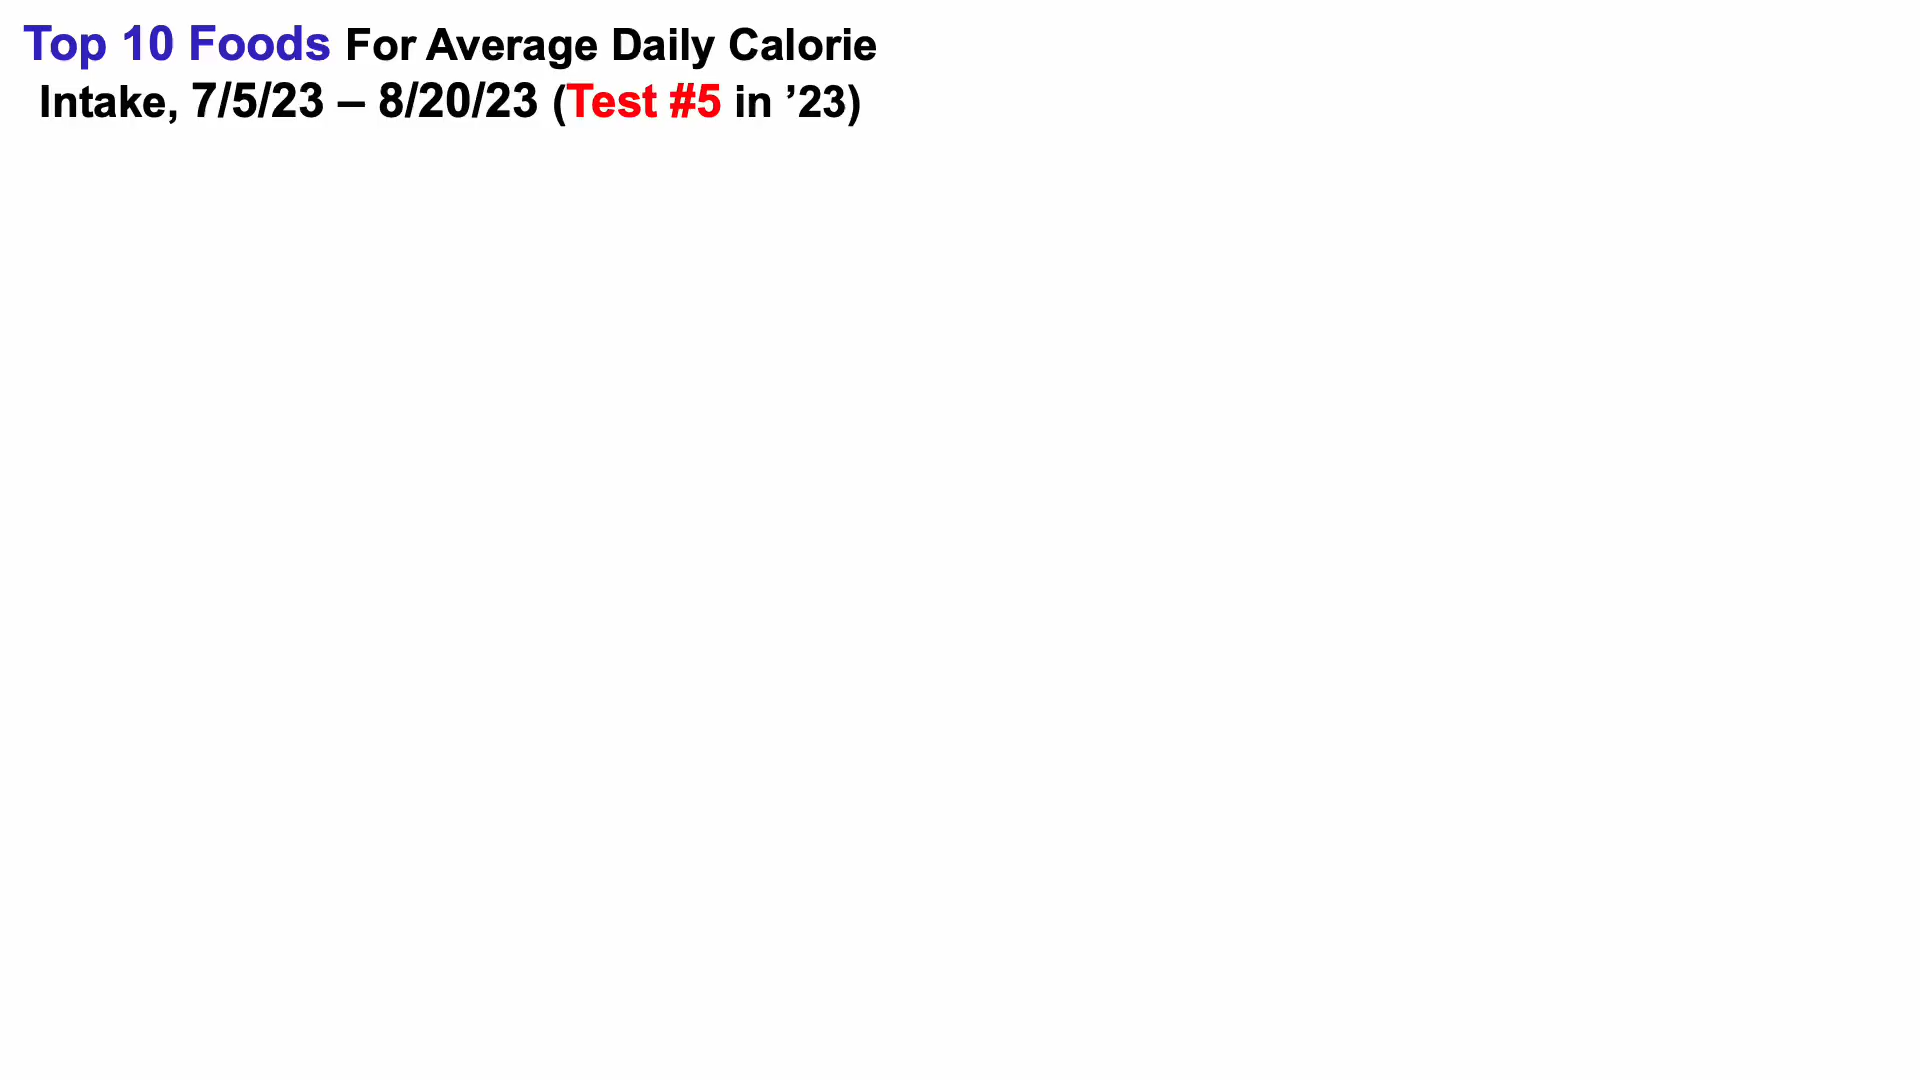 Top 10 Foods For Average Daily Calorie
Intake, 7/5/23 – 8/20/23 (Test #5 in ’23)